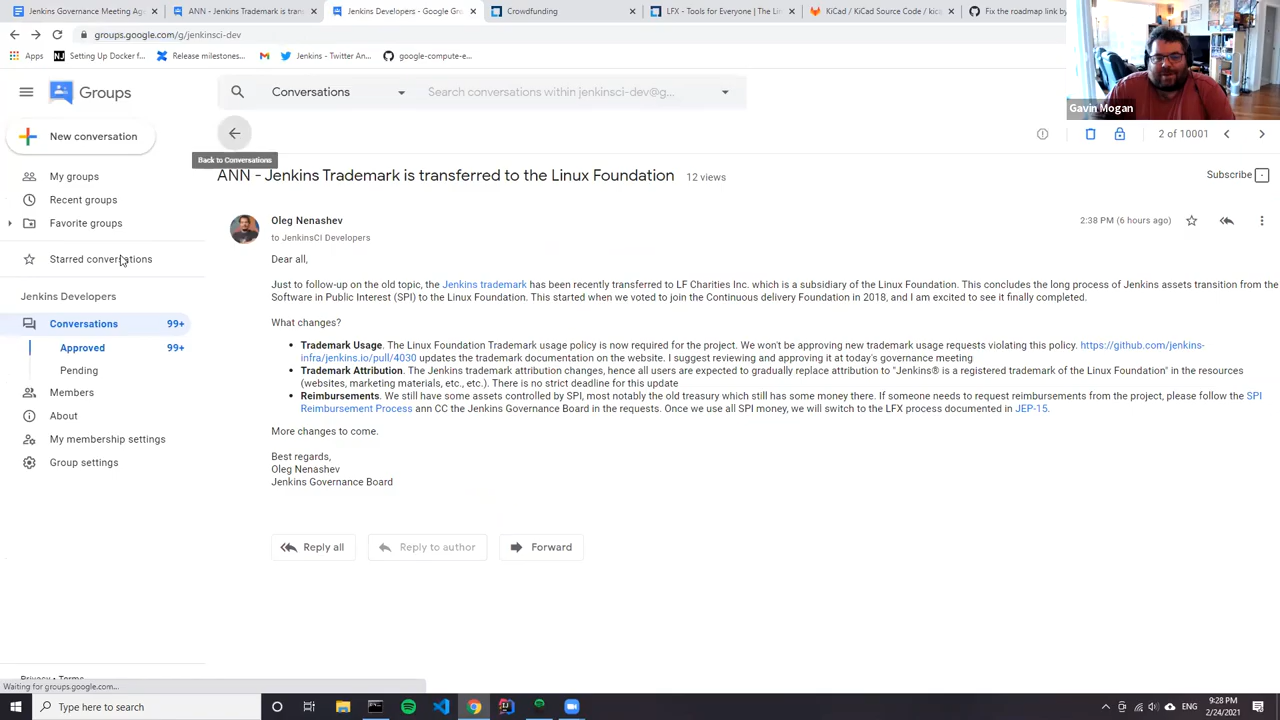 Jenkins Governance Meeting Age
ANN - Jenkins Trademark is trans
Jenkins Developers - Google Gro
Crowdfunding
LFX - Tools for Everyone | The Lin
KiCad / KiCad Source Code / kic
Fix the roadmap link by
groups.google.com/g/jenkinsci-dev
Apps
Setting Up Docker f...
Release milestones...
Jenkins - Twitter An...
google-compute-e...
Gavin Mogan
Groups
Conversations
Search conversations within jenkinsci-dev@g...
New conversation
2 of 10001
Back to Conversations
My groups
Recent groups
Favorite groups
Starred conversations
Jenkins Developers
Conversations 99+
Approved 99+
Pending
Members
About
My membership settings
Group settings
Privacy • Terms
ANN - Jenkins Trademark is transferred to the Linux Foundation 12 views
Subscribe
Oleg Nenashev
2:38 PM (6 hours ago)
to JenkinsCI Developers
Dear all,
Just to follow-up on the old topic, the Jenkins trademark has been recently transferred to LF Charities Inc. which is a subsidiary of the Linux Foundation. This concludes the long process of Jenkins assets transition from the
Software in Public Interest (SPI) to the Linux Foundation. This started when we voted to join the Continuous delivery Foundation in 2018, and I am excited to see it finally completed.
What changes?
• Trademark Usage. The Linux Foundation Trademark usage policy is now required for the project. We won't be approving new trademark usage requests violating this policy. https://github.com/jenkins-
infra/jenkins.io/pull/4030 updates the trademark documentation on the website. I suggest reviewing and approving it at today's governance meeting
• Trademark Attribution. The Jenkins trademark attribution changes, hence all users are expected to gradually replace attribution to "Jenkins® is a registered trademark of the Linux Foundation" in the resources
(websites, marketing materials, etc., etc.). There is no strict deadline for this update
• Reimbursements. We still have some assets controlled by SPI, most notably the old treasury which still has some money there. If someone needs to request reimbursements from the project, please follow the SPI
Reimbursement Process ann CC the Jenkins Governance Board in the requests. Once we use all SPI money, we will switch to the LFX process documented in JEP-15.
More changes to come.
Best regards,
Oleg Nenashev
Jenkins Governance Board
Reply all
Reply to author
Forward
Waiting for groups.google.com...
Type here to search
ENG
9:28 PM
2/24/2021